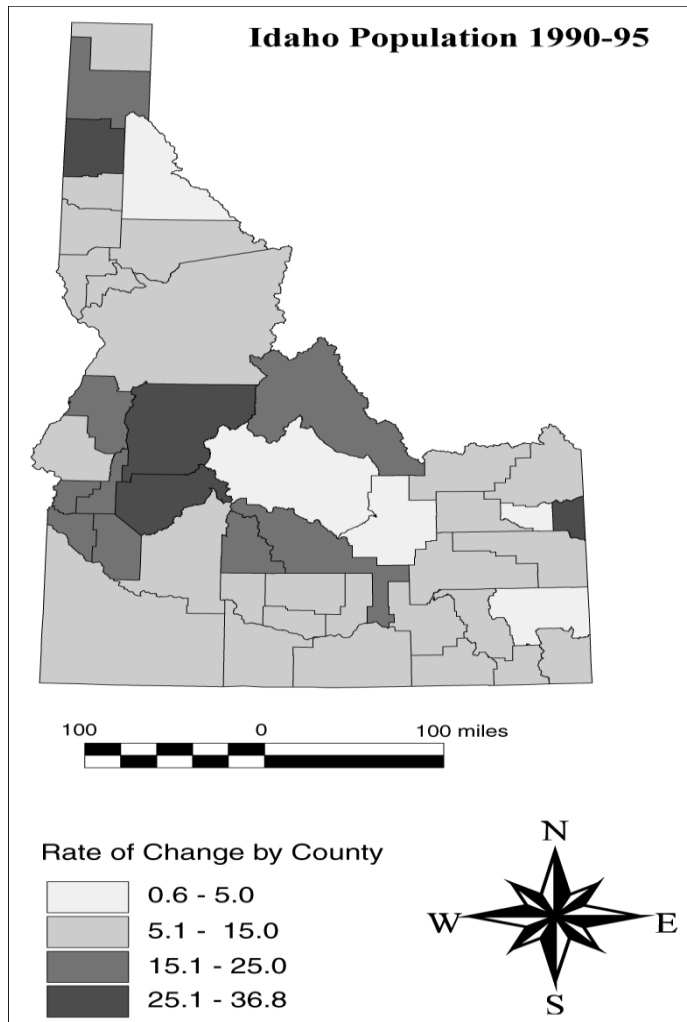 Idaho Population 1990-95
100 0 100 miles
Rate of Change by County
0.6 - 5.0
5.1 - 15.0
15.1 - 25.0
25.1 - 36.8
N
W E
S